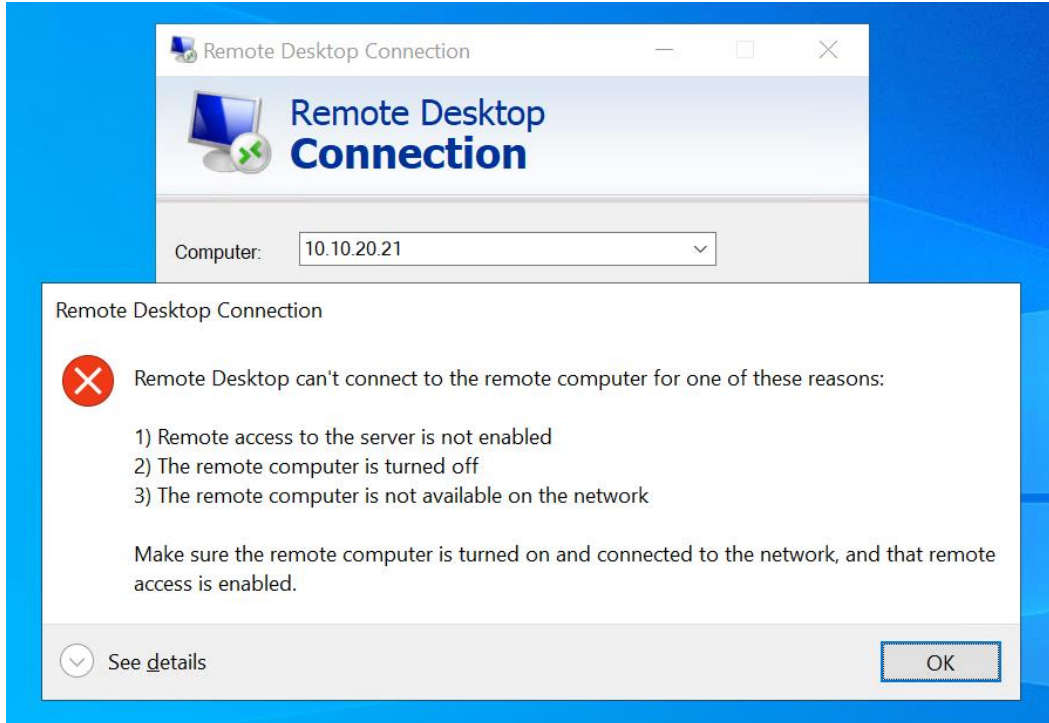 Remote Desktop Connection
Remote Desktop
Connection
Computer:
10.10.20.21
Remote Desktop Connection
Remote Desktop can't connect to the remote computer for one of these reasons:
1) Remote access to the server is not enabled
2) The remote computer is turned off
3) The remote computer is not available on the network
Make sure the remote computer is turned on and connected to the network, and that remote
access is enabled.
See details
OK